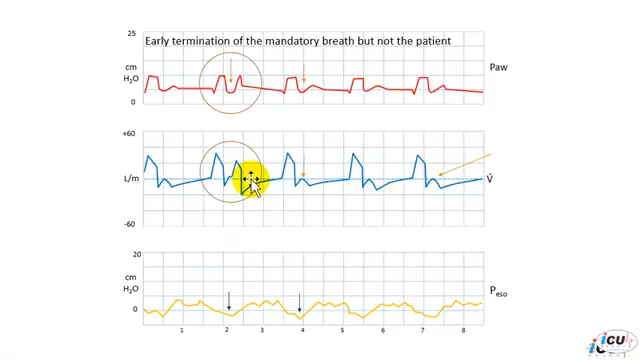 Early termination of the mandatory breath but not the patient
25
cm
H2O
0
Paw
+60
L/m
-60
V̇
20
cm
H2O
0
Peso
1 2 3 4 5 6 7 8
iCU